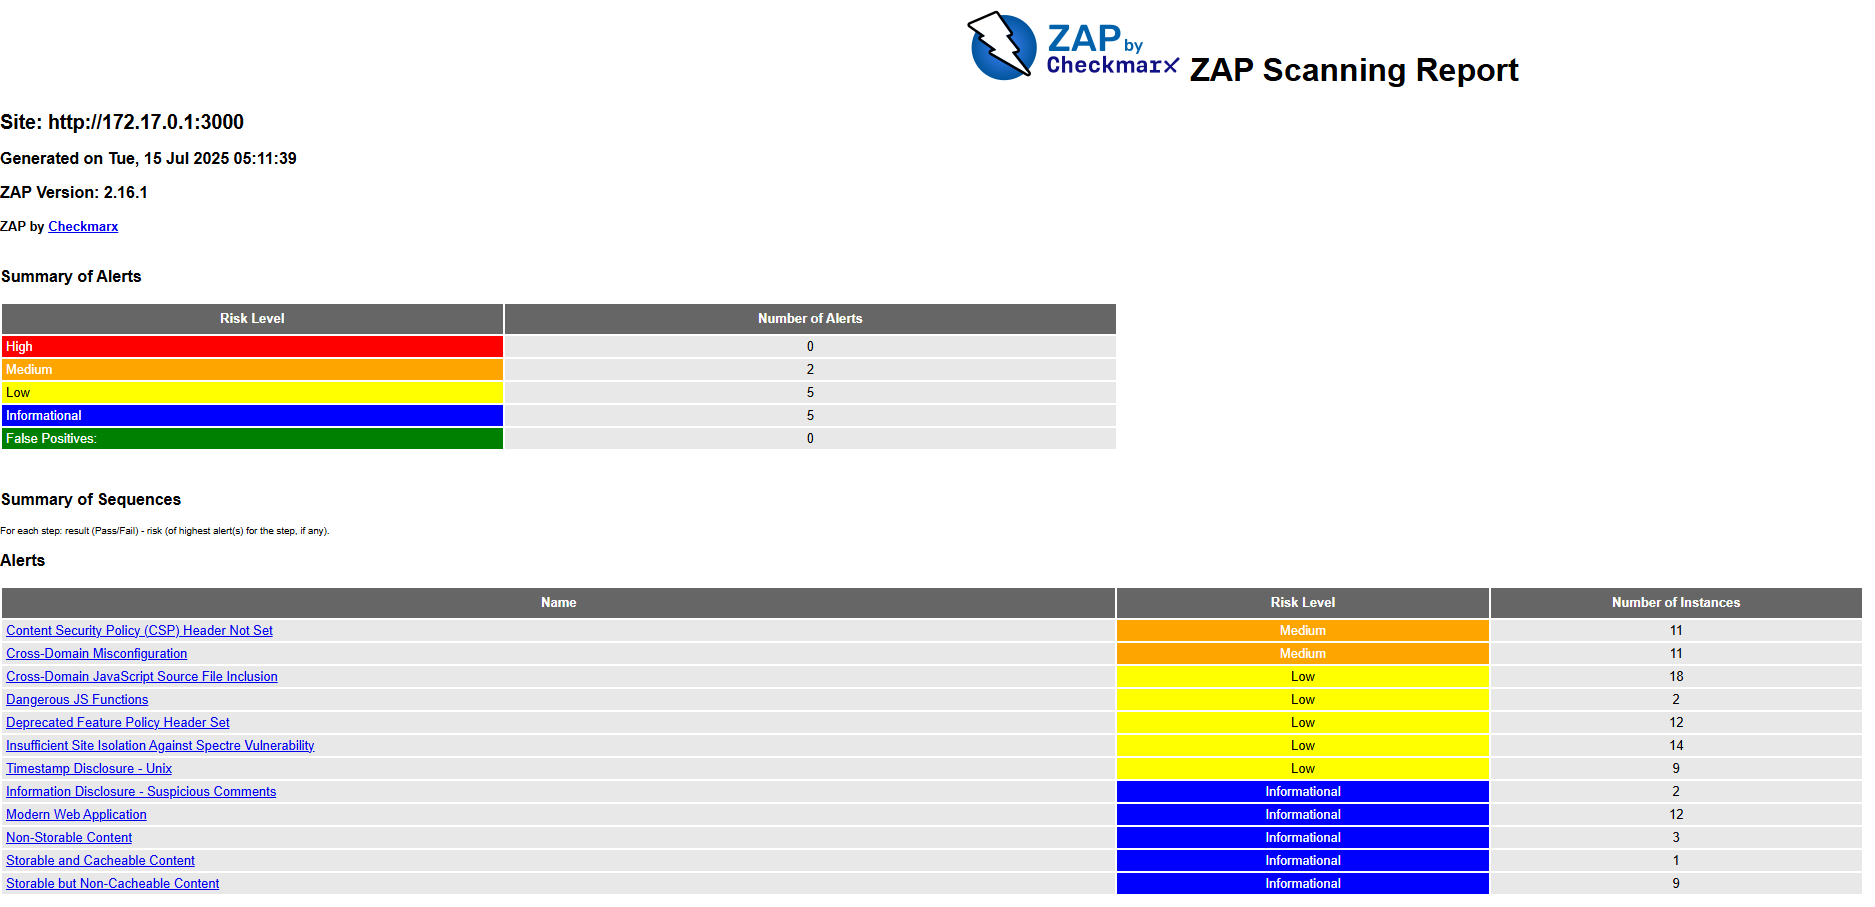 ZAP by
Checkmarx ZAP Scanning Report
Site: http://172.17.0.1:3000
Generated on Tue, 15 Jul 2025 05:11:39
ZAP Version: 2.16.1
ZAP by Checkmarx
Summary of Alerts
Risk Level Number of Alerts
High 0
Medium 2
Low 5
Informational 5
False Positives: 0
Summary of Sequences
For each step: result (Pass/Fail) - risk (of highest alert(s) for the step, if any).
Alerts
Name Risk Level Number of Instances
Content Security Policy (CSP) Header Not Set Medium 11
Cross-Domain Misconfiguration Medium 11
Cross-Domain JavaScript Source File Inclusion Low 18
Dangerous JS Functions Low 2
Deprecated Feature Policy Header Set Low 12
Insufficient Site Isolation Against Spectre Vulnerability Low 14
Timestamp Disclosure - Unix Low 9
Information Disclosure - Suspicious Comments Informational 2
Modern Web Application Informational 12
Non-Storable Content Informational 3
Storable and Cacheable Content Informational 1
Storable but Non-Cacheable Content Informational 9